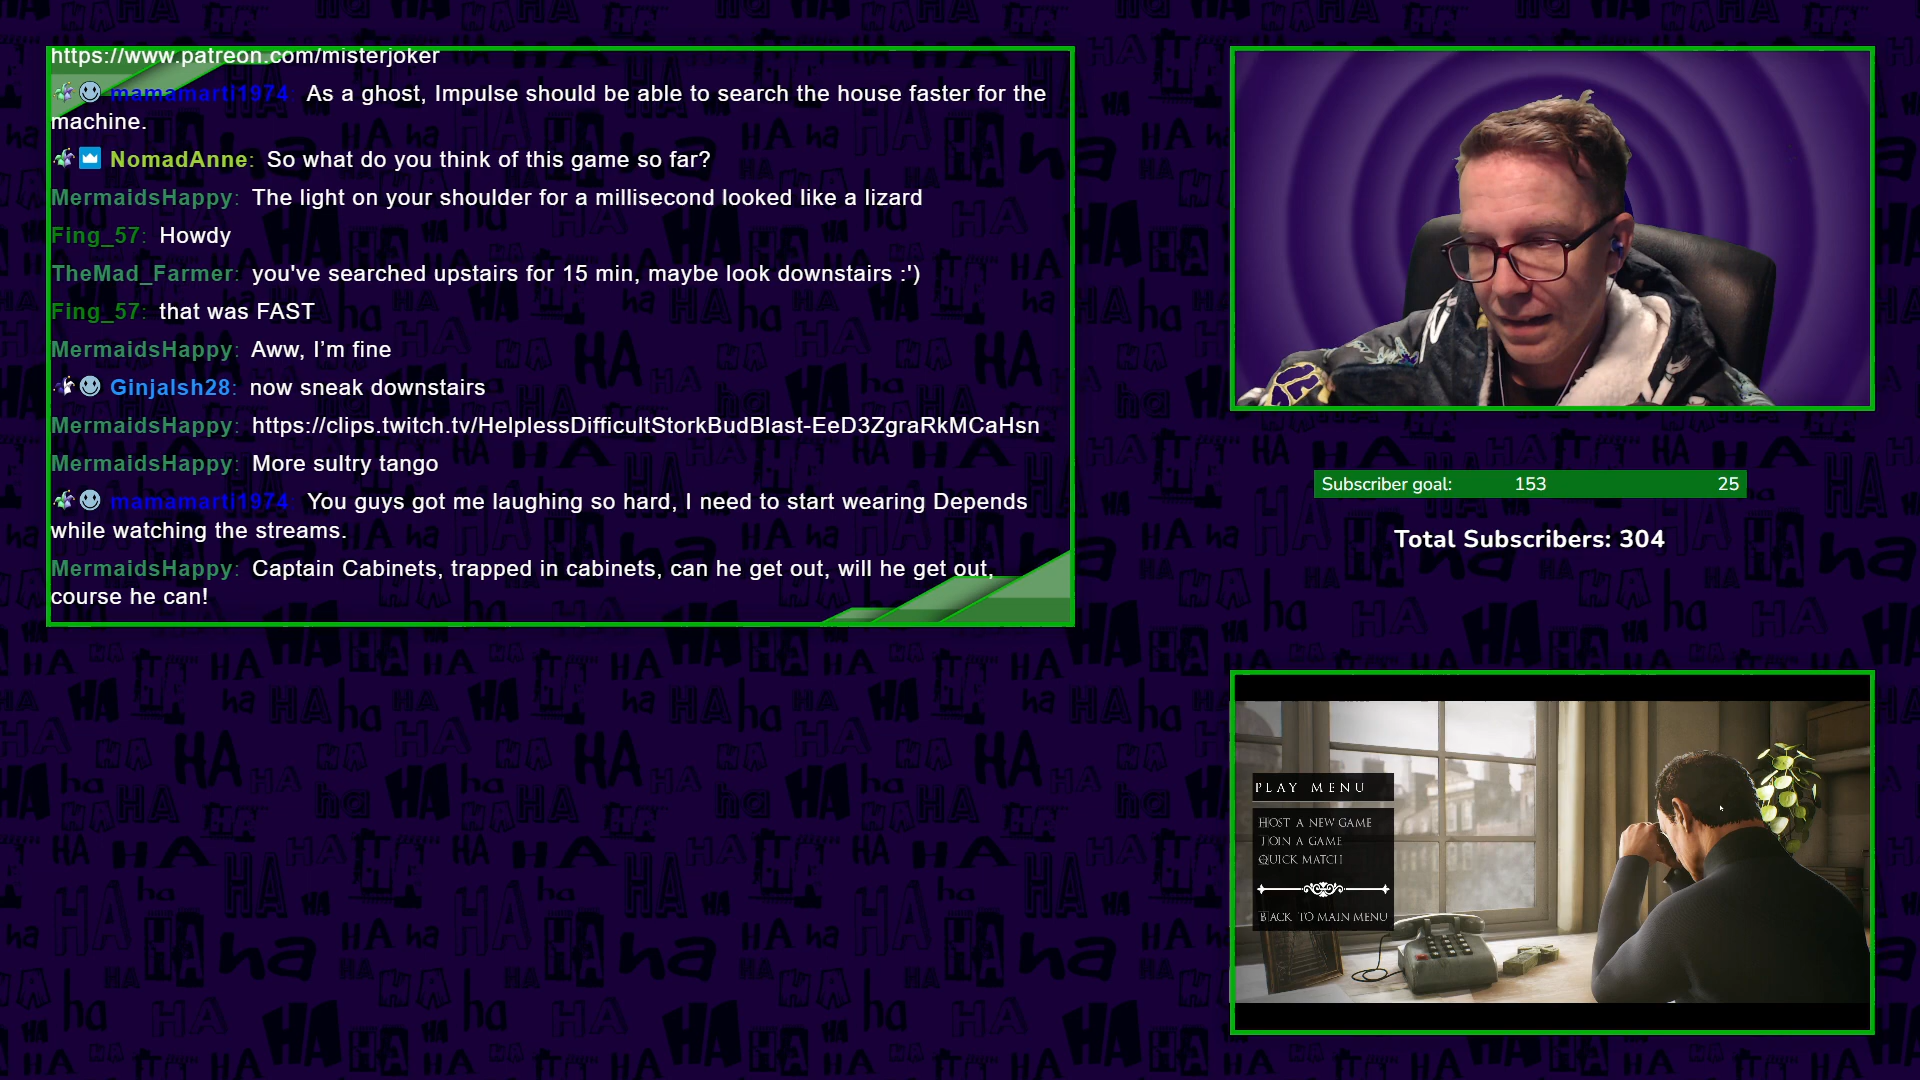 https://www.patreon.com/misterjoker
mamamarti1974 As a ghost, Impulse should be able to search the house faster for the
machine.
NomadAnne: So what do you think of this game so far?
MermaidsHappy: The light on your shoulder for a millisecond looked like a lizard
Fing_57: Howdy
TheMad_Farmer: you've searched upstairs for 15 min, maybe look downstairs :')
Fing_57: that was FAST
MermaidsHappy: Aww, I’m fine
GinjaIsh28: now sneak downstairs
MermaidsHappy: https://clips.twitch.tv/HelplessDifficultStorkBudBlast-EeD3ZgraRkMCaHsn
MermaidsHappy: More sultry tango
mamamarti1974 You guys got me laughing so hard, I need to start wearing Depends
while watching the streams.
MermaidsHappy: Captain Cabinets, trapped in cabinets, can he get out, will he get out,
course he can!
Subscriber goal: 153 25
Total Subscribers: 304
PLAY MENU
HOST A NEW GAME
JOIN A GAME
QUICK MATCH
BACK TO MAIN MENU